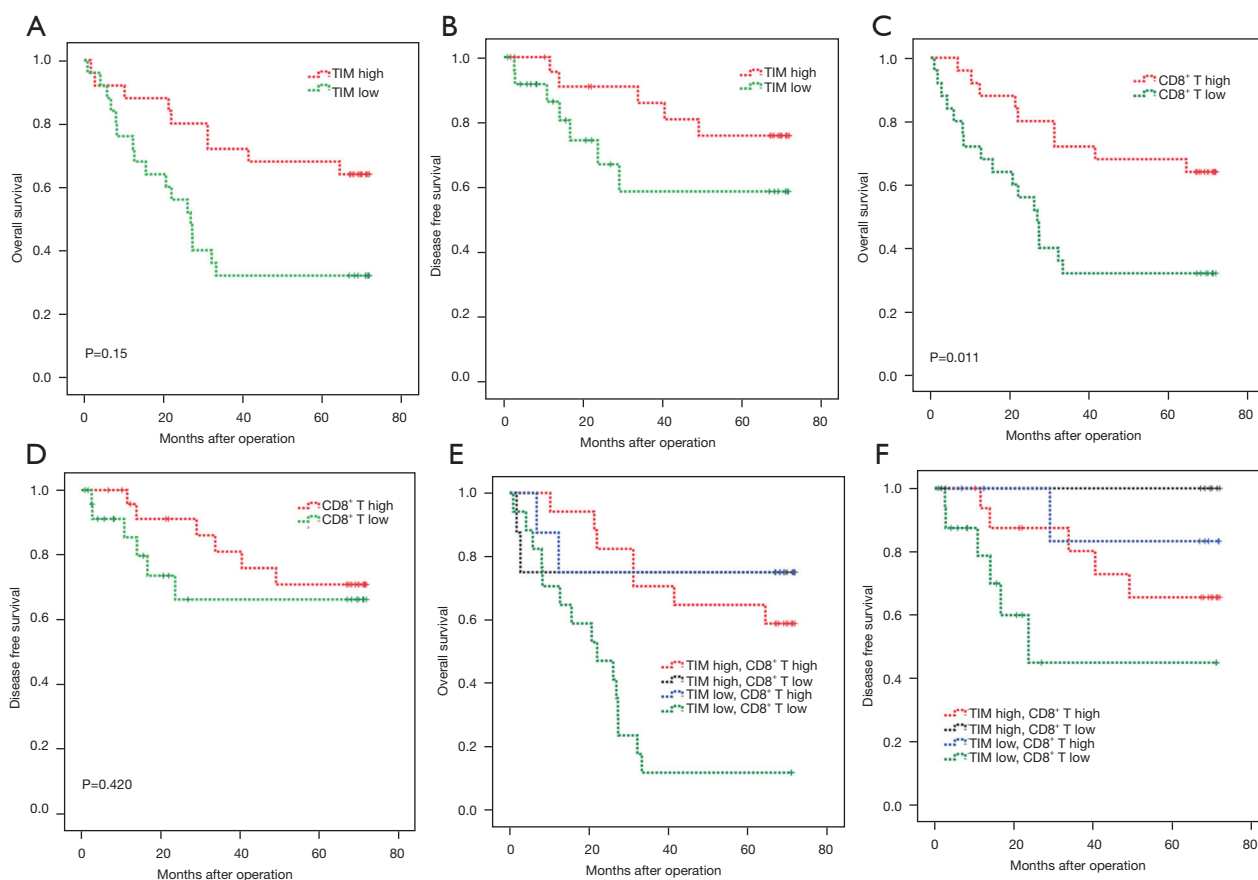 A
1.0
0.8
0.6
0.4
0.2
0.0
Overall survival
TIM high
TIM low
P=0.15
0 20 40 60 80
Months after operation
B
1.0
0.8
0.6
0.4
0.2
0.0
Disease free survival
TIM high
TIM low
0 20 40 60 80
Months after operation
C
1.0
0.8
0.6
0.4
0.2
0.0
Overall survival
CD8⁺ T high
CD8⁺ T low
P=0.011
0 20 40 60 80
Months after operation
D
1.0
0.8
0.6
0.4
0.2
0.0
Disease free survival
CD8⁺ T high
CD8⁺ T low
P=0.420
0 20 40 60 80
Months after operation
E
1.0
0.8
0.6
0.4
0.2
0.0
Overall survival
TIM high, CD8⁺ T high
TIM high, CD8⁺ T low
TIM low, CD8⁺ T high
TIM low, CD8⁺ T low
0 20 40 60 80
Months after operation
F
1.0
0.8
0.6
0.4
0.2
0.0
Disease free survival
TIM high, CD8⁺ T high
TIM high, CD8⁺ T low
TIM low, CD8⁺ T high
TIM low, CD8⁺ T low
0 20 40 60 80
Months after operation